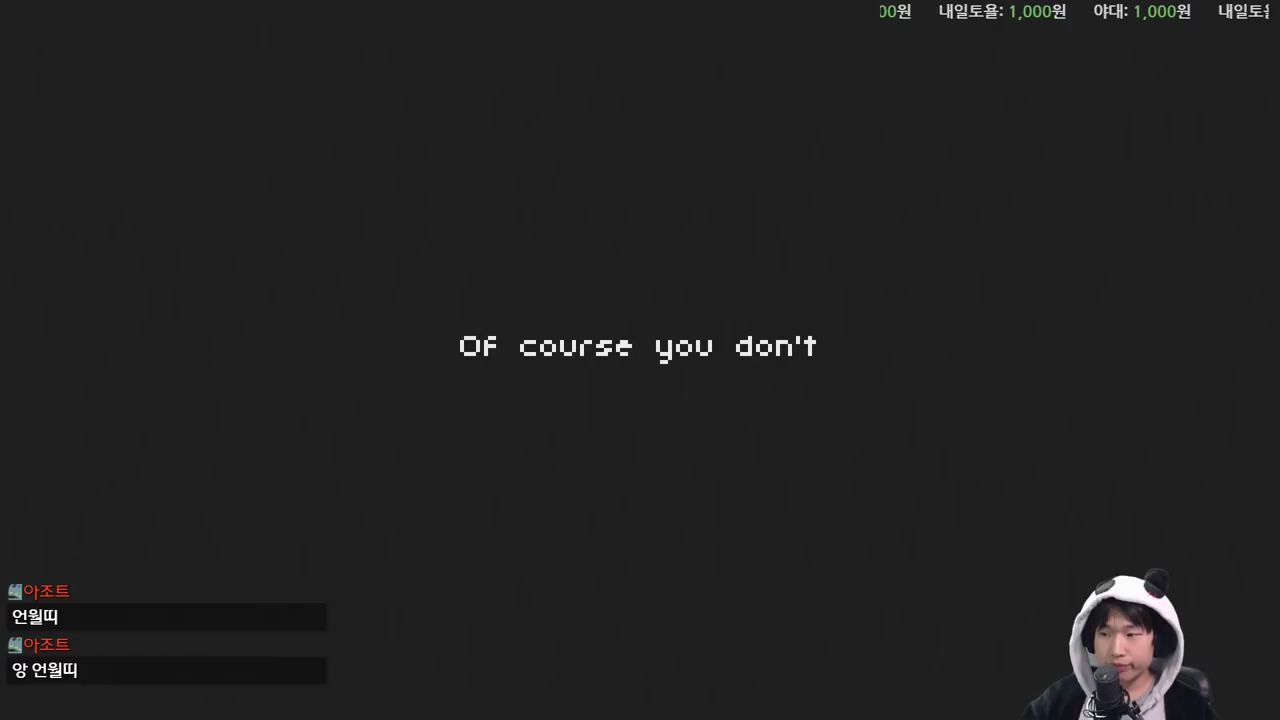 00원 내일토욜: 1,000원 야대: 1,000원 내일토
Of course you don't
아조트
언월띠
아조트
앙 언월띠